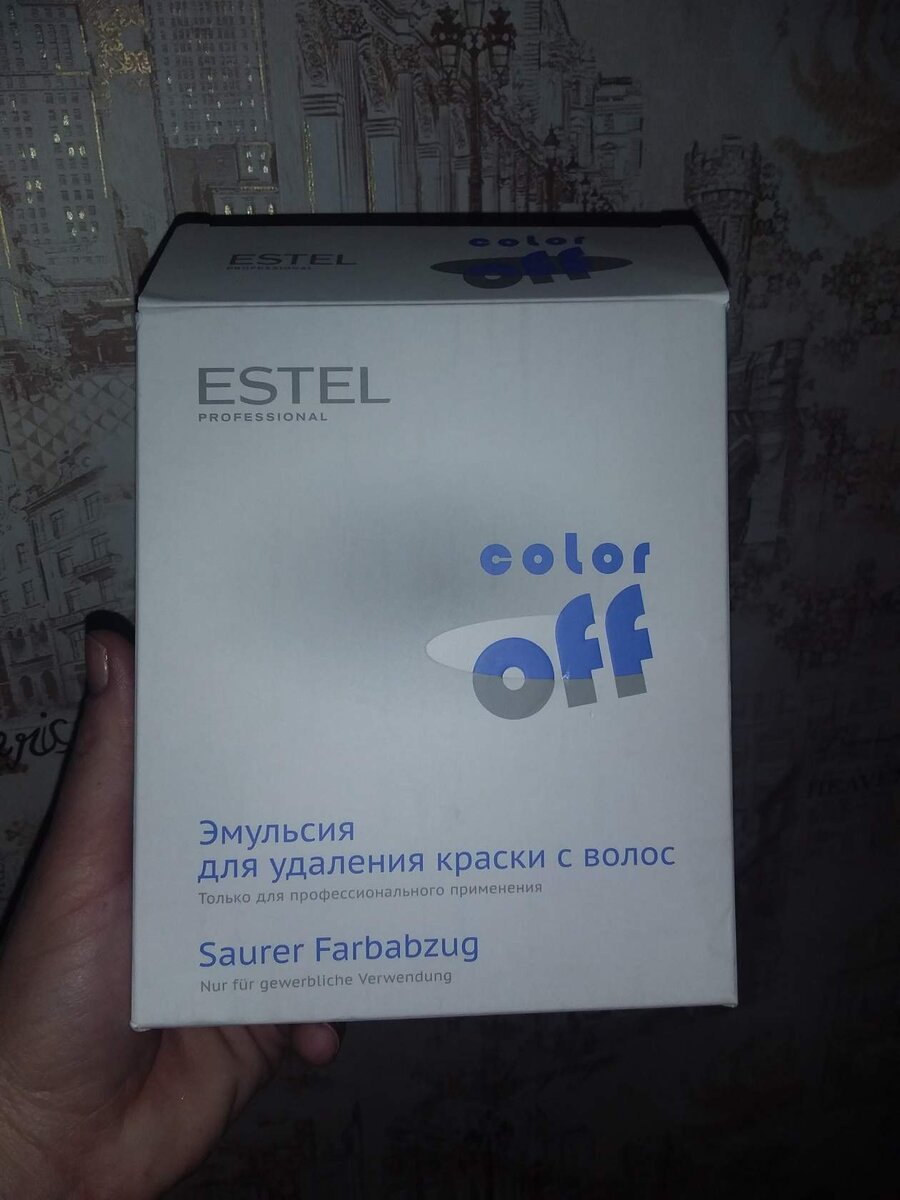 ESTEL
PROFESSIONAL
color
off
ESTEL
PROFESSIONAL
color
off
Эмульсия
для удаления краски с волос
Только для профессионального применения
Saurer Farbabzug
Nur für gewerbliche Verwendung